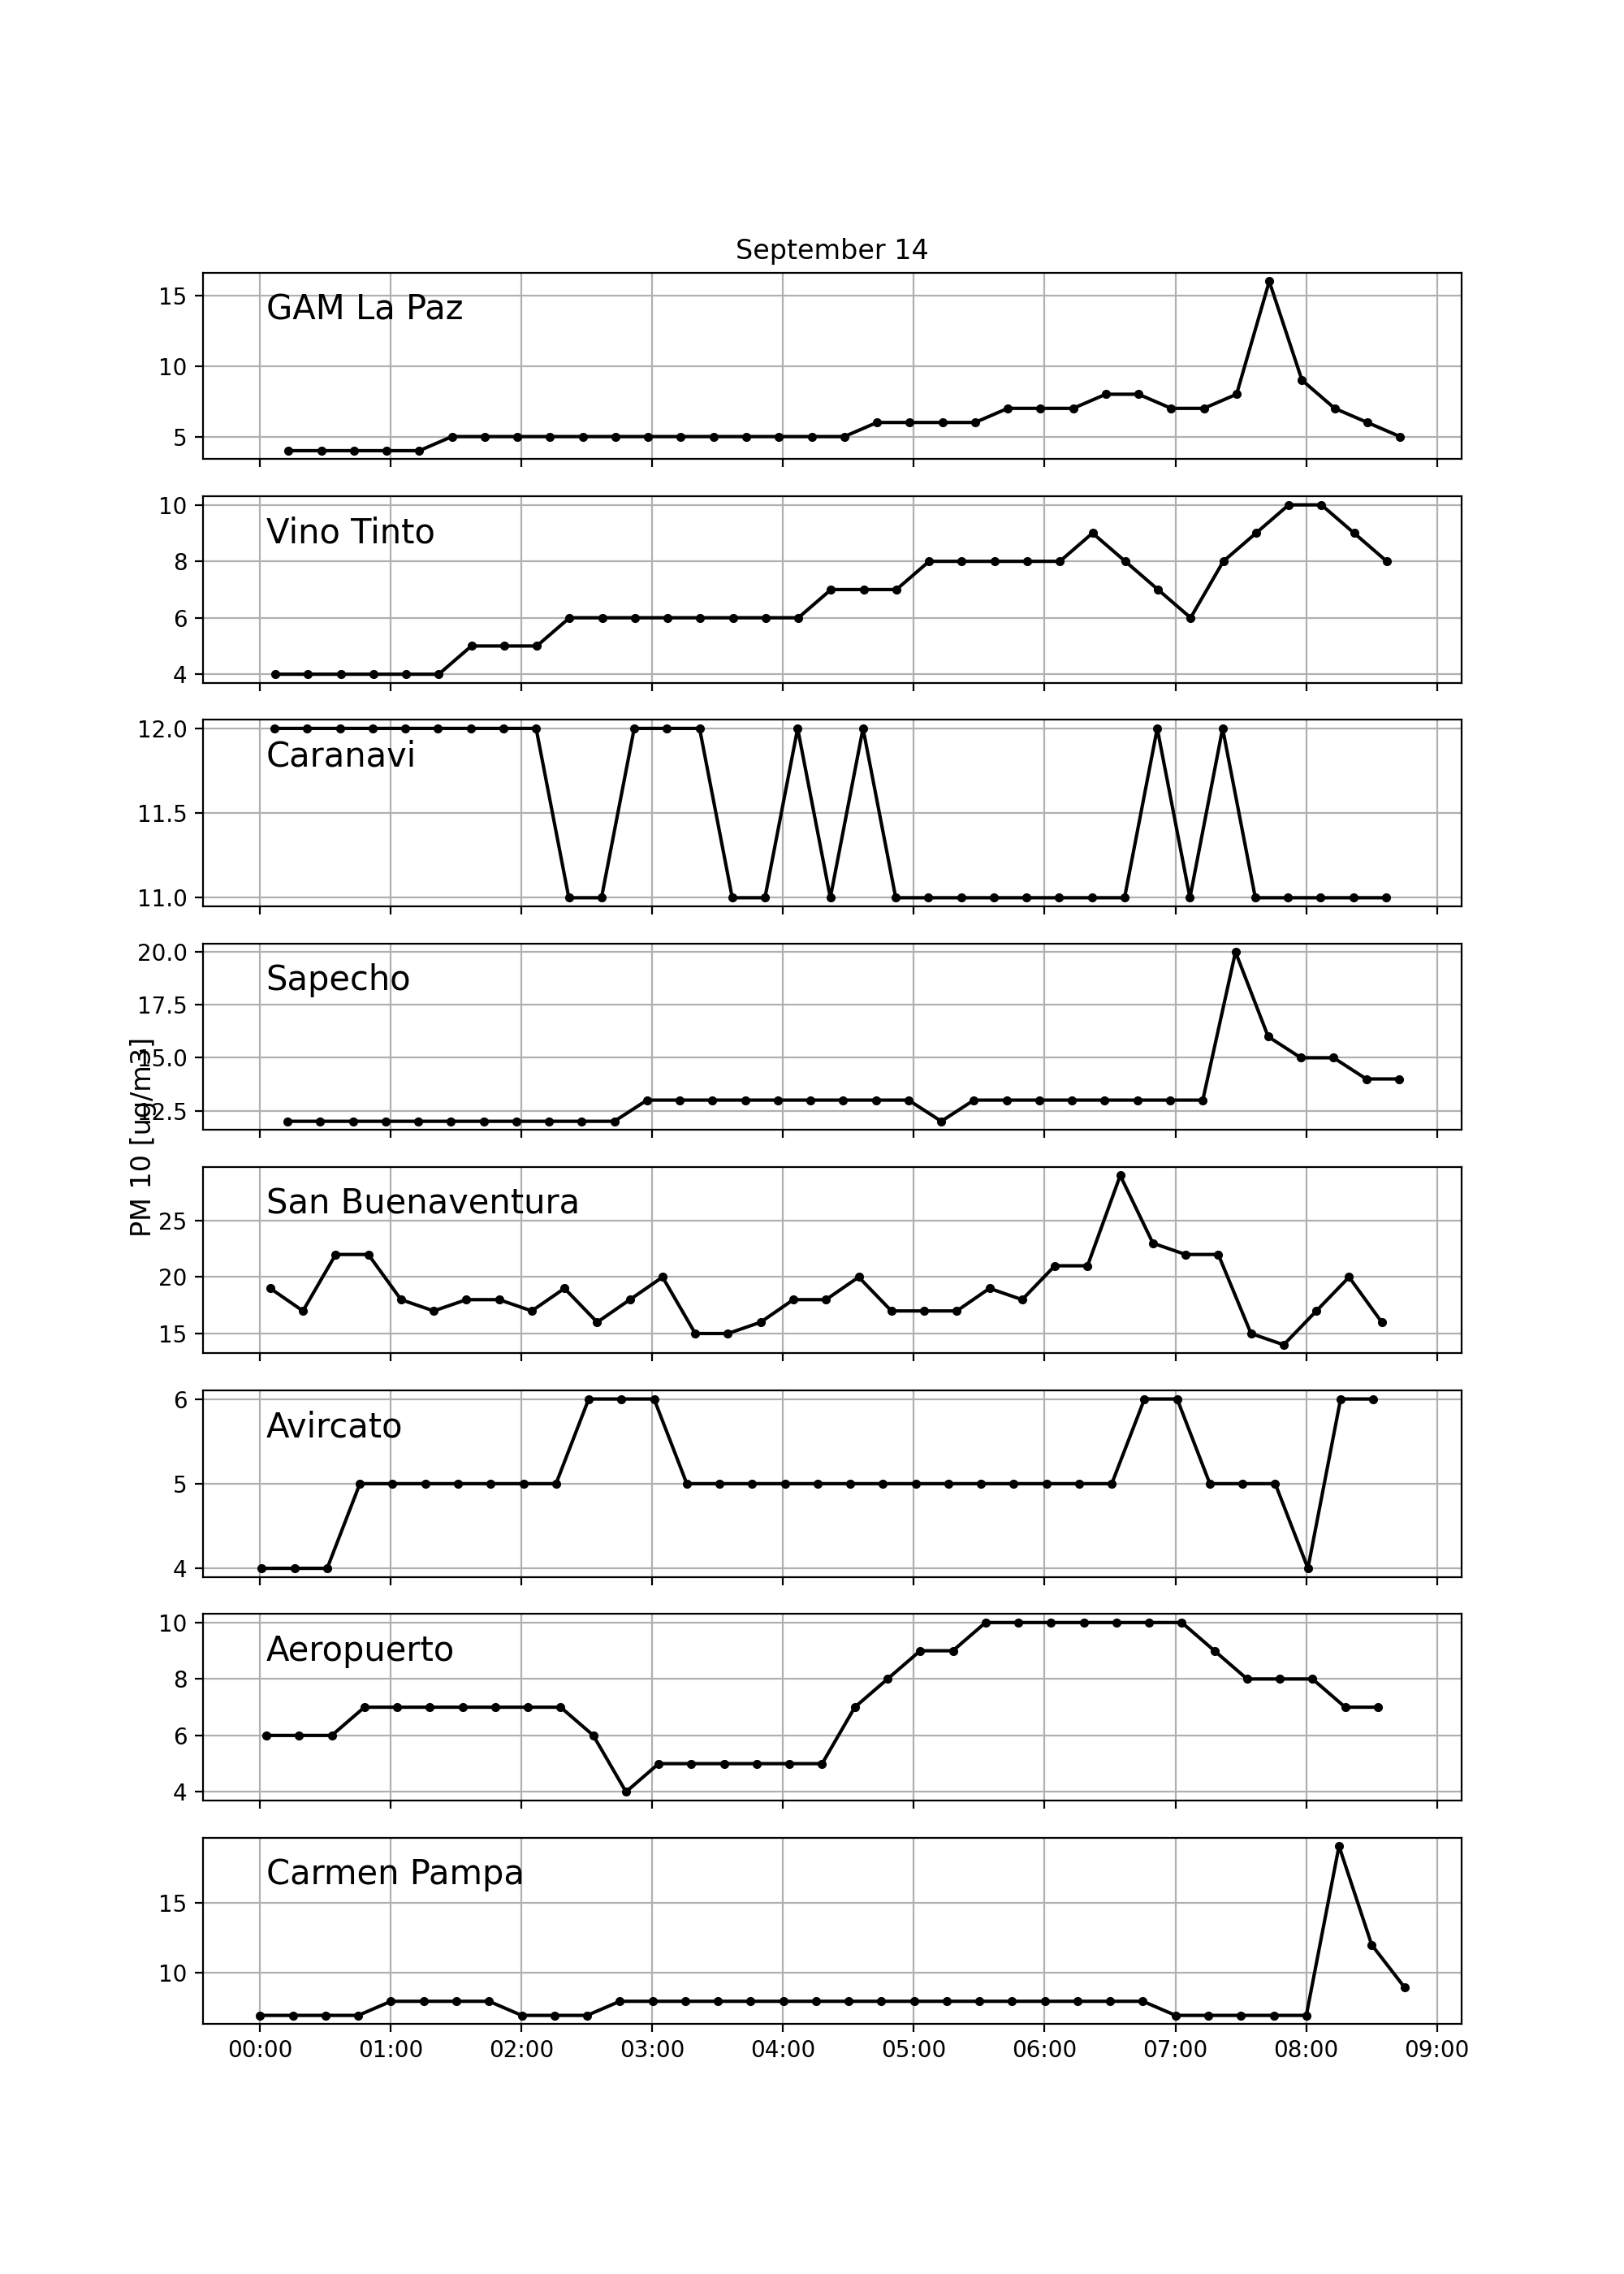 September 14
15
GAM La Paz
10
5
10
Vino Tinto
8
6
4
12.0
Caranavi
11.5
11.0
20.0
Sapecho
17.5
15.0
12.5
PM 10 [ug/m3]
San Buenaventura
25
20
15
6
Avircato
5
4
10
Aeropuerto
8
6
4
Carmen Pampa
15
10
00:00 01:00 02:00 03:00 04:00 05:00 06:00 07:00 08:00 09:00